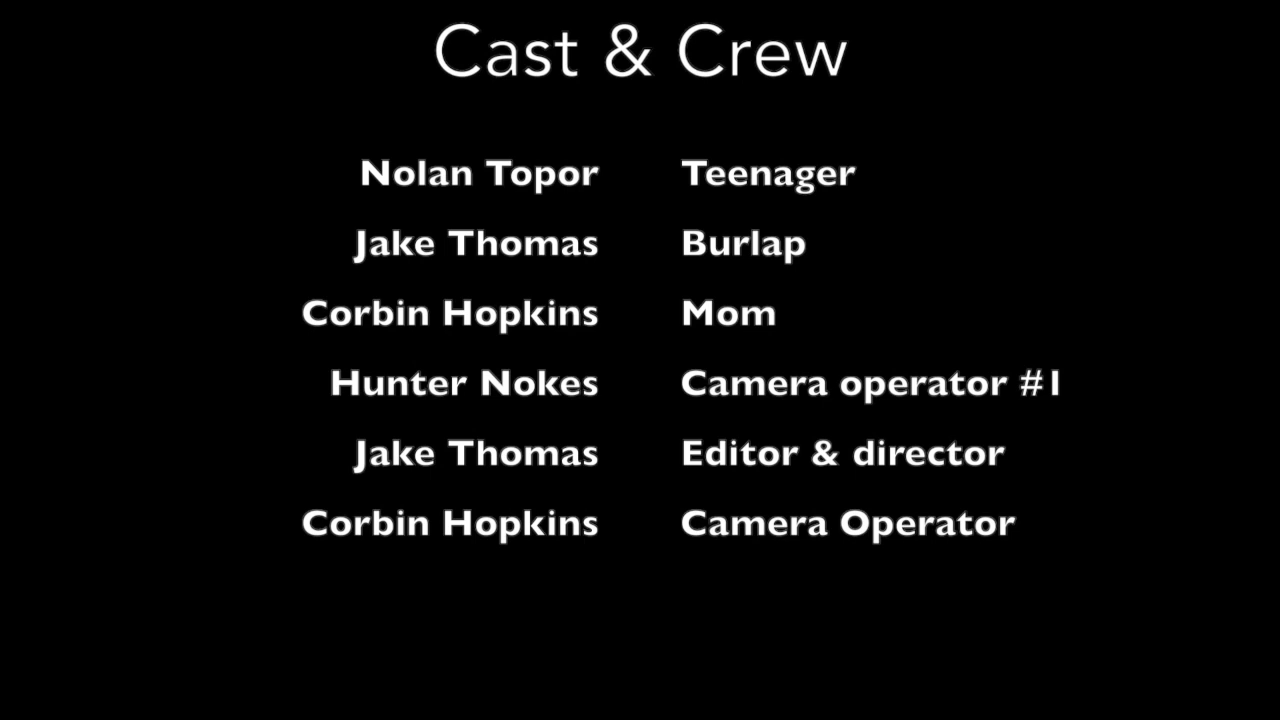 Cast & Crew
Nolan Topor Teenager
Jake Thomas Burlap
Corbin Hopkins Mom
Hunter Nokes Camera operator #1
Jake Thomas Editor & director
Corbin Hopkins Camera Operator